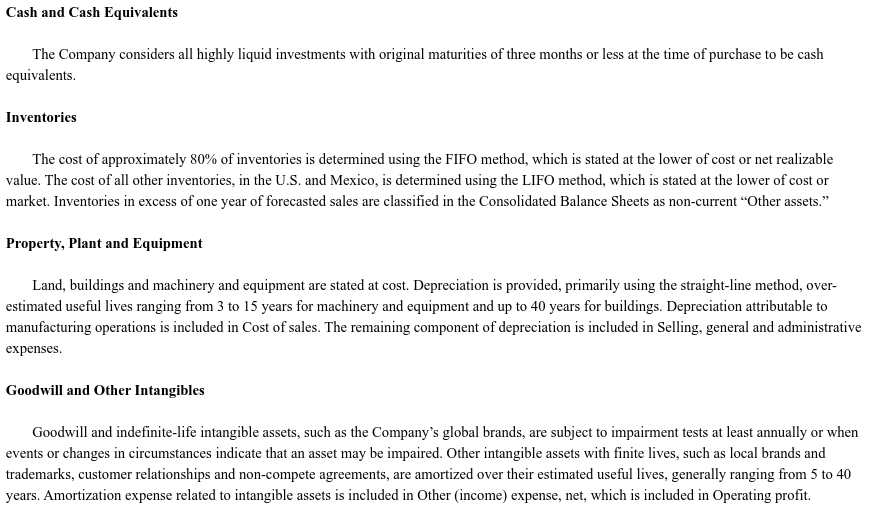 Cash and Cash Equivalents
The Company considers all highly liquid investments with original maturities of three months or less at the time of purchase to be cash
equivalents.
Inventories
The cost of approximately 80% of inventories is determined using the FIFO method, which is stated at the lower of cost or net realizable
value. The cost of all other inventories, in the U.S. and Mexico, is determined using the LIFO method, which is stated at the lower of cost or
market. Inventories in excess of one year of forecasted sales are classified in the Consolidated Balance Sheets as non-current “Other assets.”
Property, Plant and Equipment
Land, buildings and machinery and equipment are stated at cost. Depreciation is provided, primarily using the straight-line method, over-
estimated useful lives ranging from 3 to 15 years for machinery and equipment and up to 40 years for buildings. Depreciation attributable to
manufacturing operations is included in Cost of sales. The remaining component of depreciation is included in Selling, general and administrative
expenses.
Goodwill and Other Intangibles
Goodwill and indefinite-life intangible assets, such as the Company’s global brands, are subject to impairment tests at least annually or when
events or changes in circumstances indicate that an asset may be impaired. Other intangible assets with finite lives, such as local brands and
trademarks, customer relationships and non-compete agreements, are amortized over their estimated useful lives, generally ranging from 5 to 40
years. Amortization expense related to intangible assets is included in Other (income) expense, net, which is included in Operating profit.